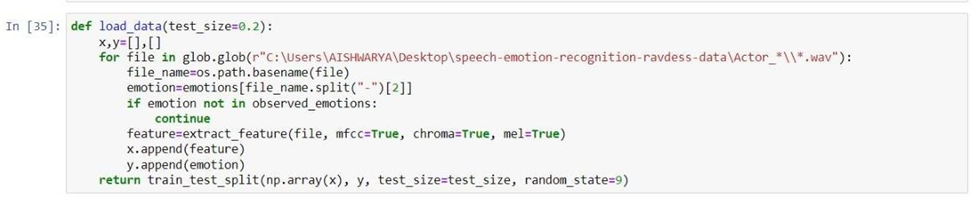 In [35]: def load_data(test_size=0.2):
    x,y=[],[]
    for file in glob.glob(r"C:\Users\AISHWARYA\Desktop\speech-emotion-recognition-ravdess-data\Actor_*\\*.wav"):
        file_name=os.path.basename(file)
        emotion=emotions[file_name.split("-")[2]]
        if emotion not in observed_emotions:
            continue
        feature=extract_feature(file, mfcc=True, chroma=True, mel=True)
        x.append(feature)
        y.append(emotion)
    return train_test_split(np.array(x), y, test_size=test_size, random_state=9)